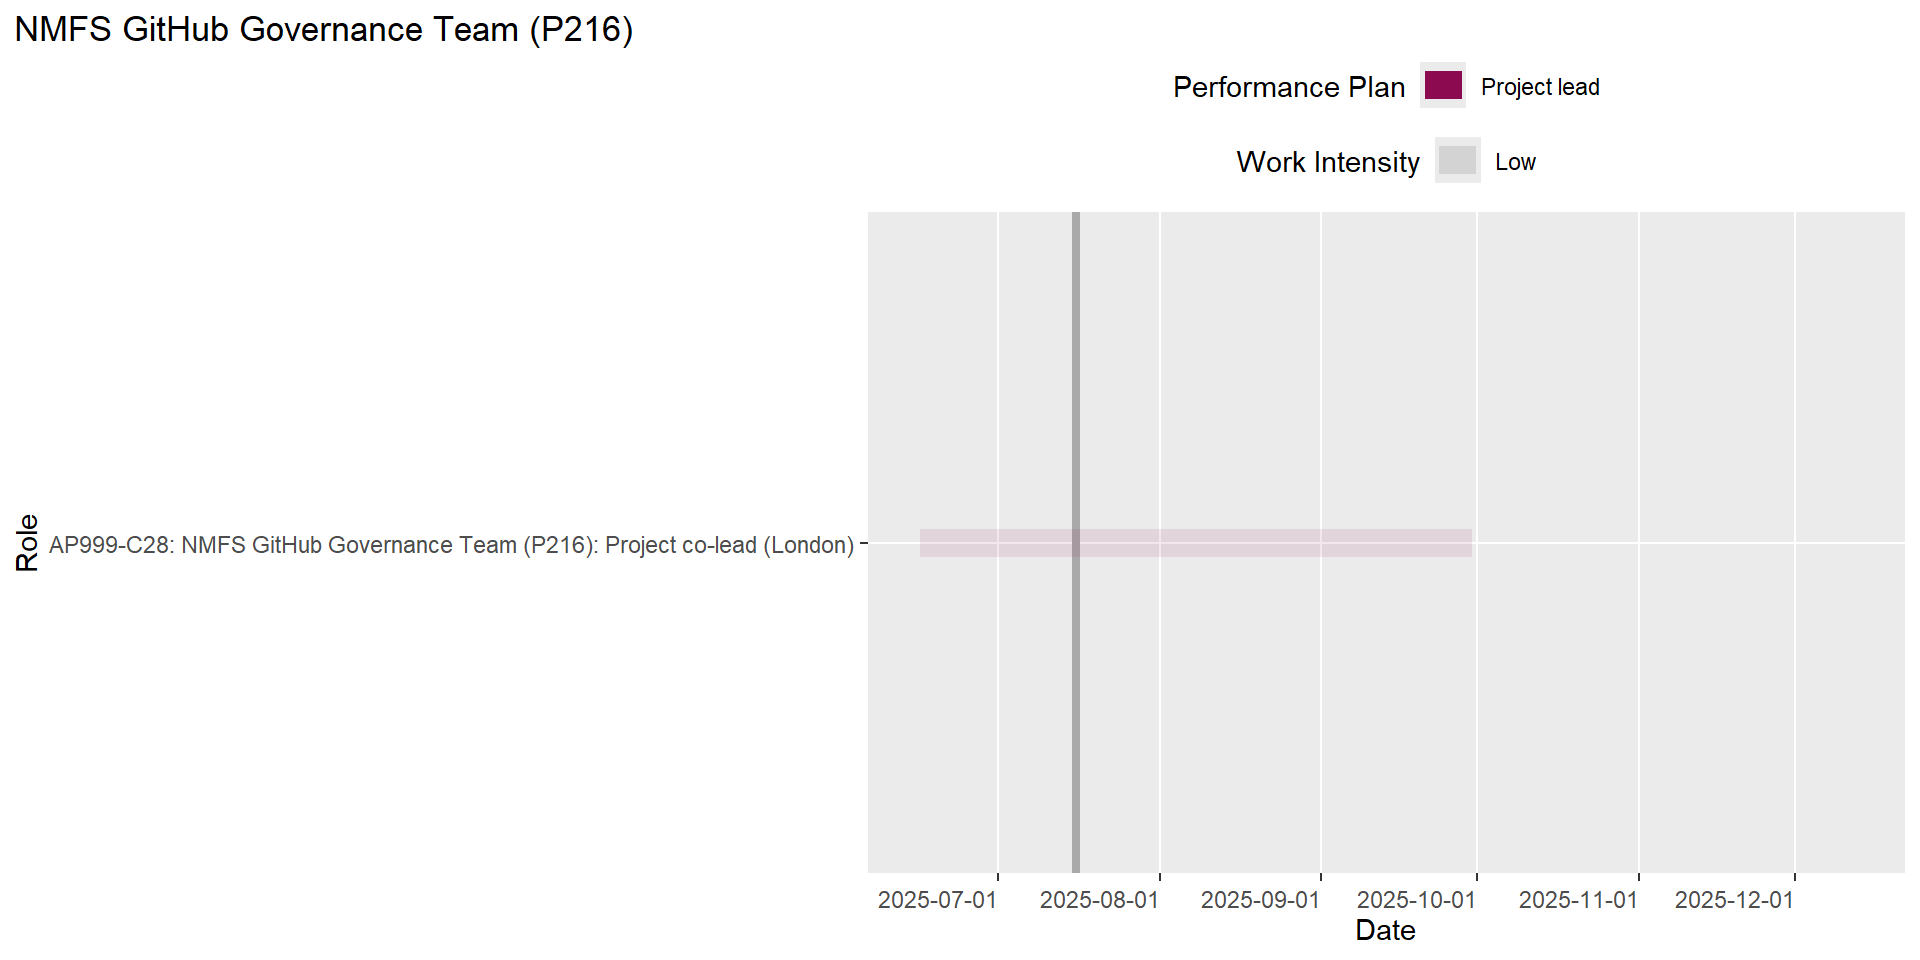 NMFS GitHub Governance Team (P216)
Performance Plan Project lead
Work Intensity Low
Role
AP999-C28: NMFS GitHub Governance Team (P216): Project co-lead (London)
2025-07-01 2025-08-01 2025-09-01 2025-10-01 2025-11-01 2025-12-01
Date